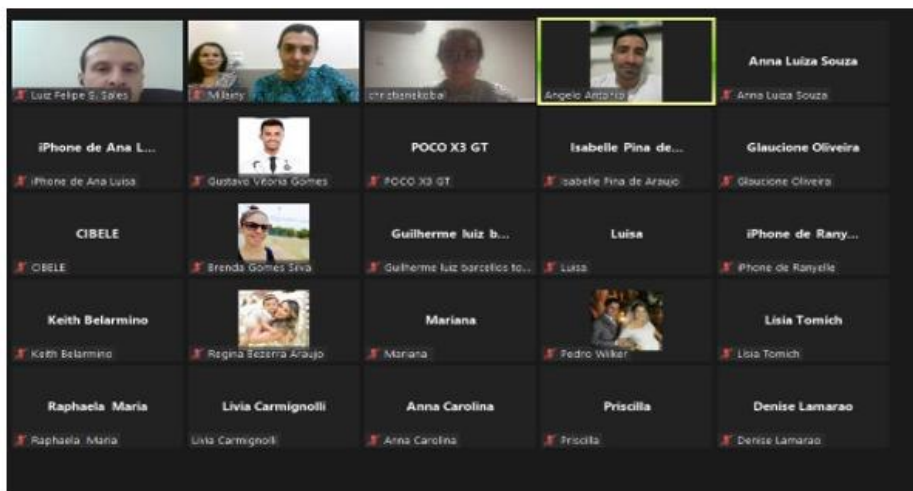 Luiz Felipe S. Sales
Milainy
christianekobal
Angelo Antonio
Anna Luiza Souza
Anna Luiza Souza
iPhone de Ana L...
iPhone de Ana Luisa
Gustavo Vitoria Gomes
POCO X3 GT
POCO X3 GT
Isabelle Pina de...
Isabelle Pina de Araujo
Glaucione Oliveira
Glaucione Oliveira
CIBELE
CIBELE
Brenda Gomes Silva
Guilherme luiz b...
Guilherme luiz barcellos to...
Luisa
Luisa
iPhone de Rany...
iPhone de Ranyelle
Keith Belarmino
Keith Belarmino
Regina Bezerra Araujo
Mariana
Mariana
Pedro Wilker
Lisia Tomich
Lisia Tomich
Raphaela Maria
Raphaela Maria
Livia Carmignolli
Livia Carmignolli
Anna Carolina
Anna Carolina
Priscilla
Priscilla
Denise Lamarao
Denise Lamarao